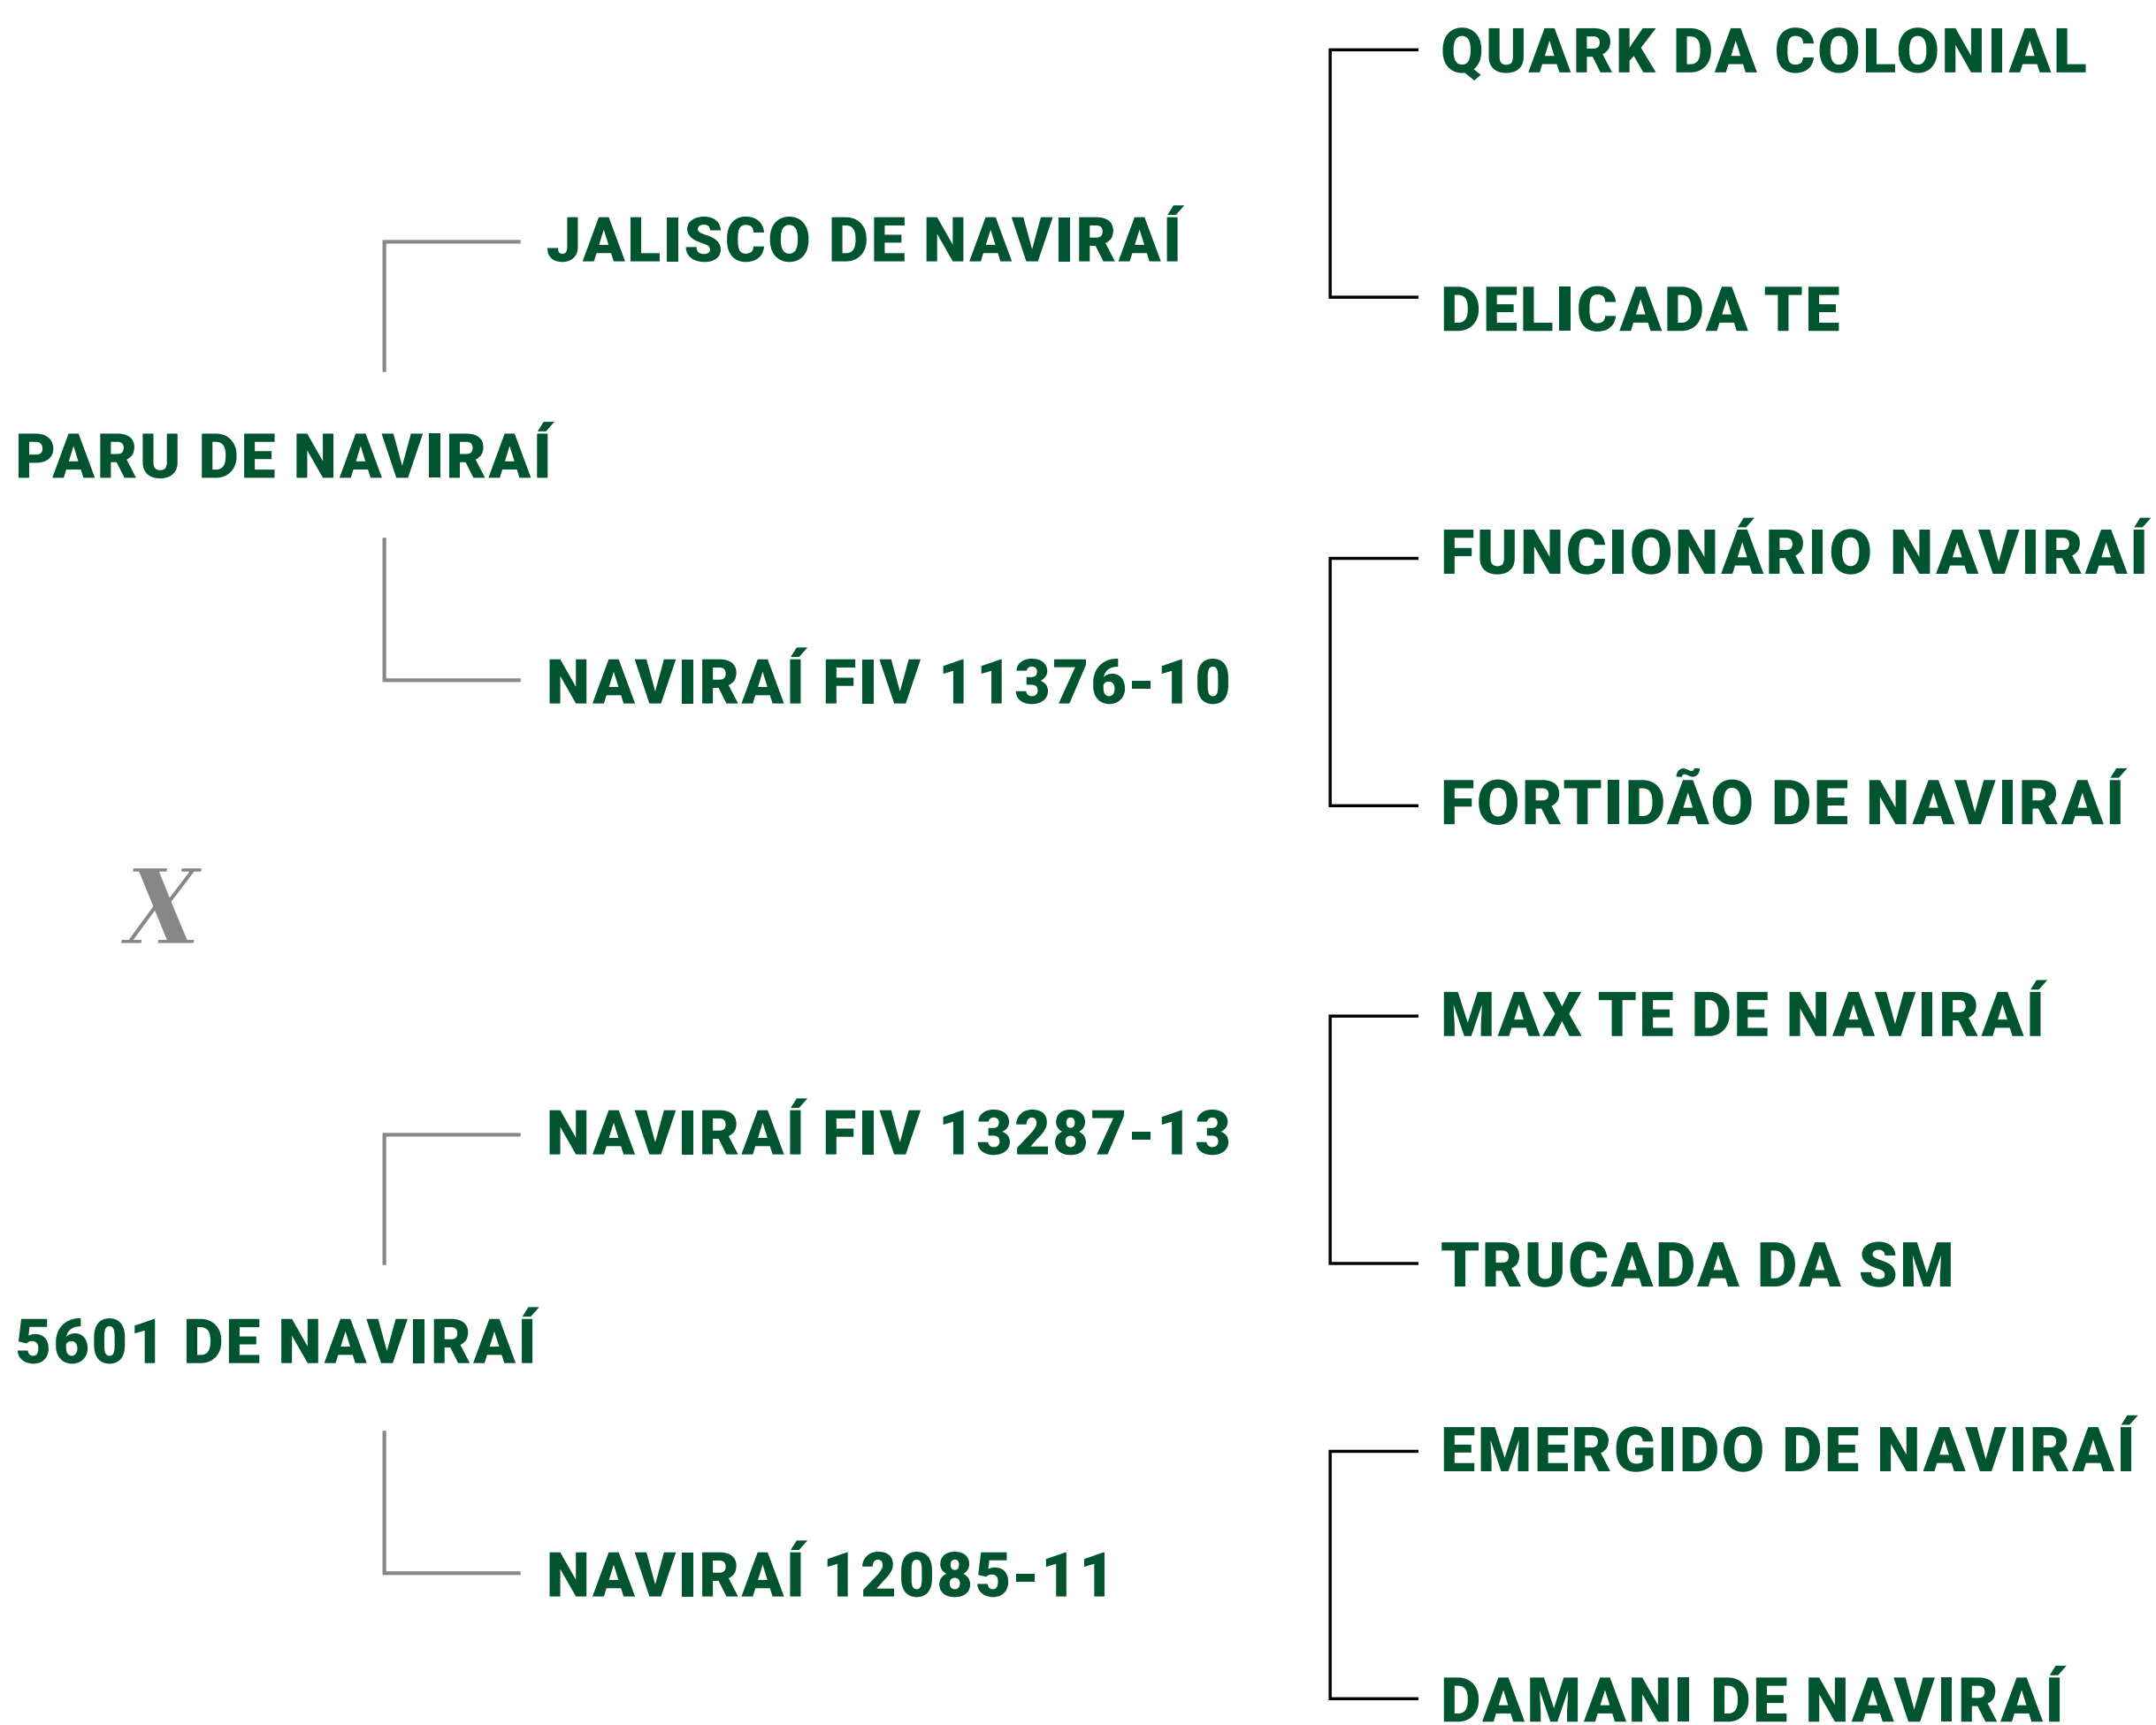 QUARK DA COLONIAL
JALISCO DE NAVIRAÍ
DELICADA TE
PARU DE NAVIRAÍ
FUNCIONÁRIO NAVIRAÍ
NAVIRAÍ FIV 11376-10
FORTIDÃO DE NAVIRAÍ
X
MAX TE DE NAVIRAÍ
NAVIRAÍ FIV 13287-13
TRUCADA DA SM
5601 DE NAVIRAÍ
EMERGIDO DE NAVIRAÍ
NAVIRAÍ 12085-11
DAMANI DE NAVIRAÍ